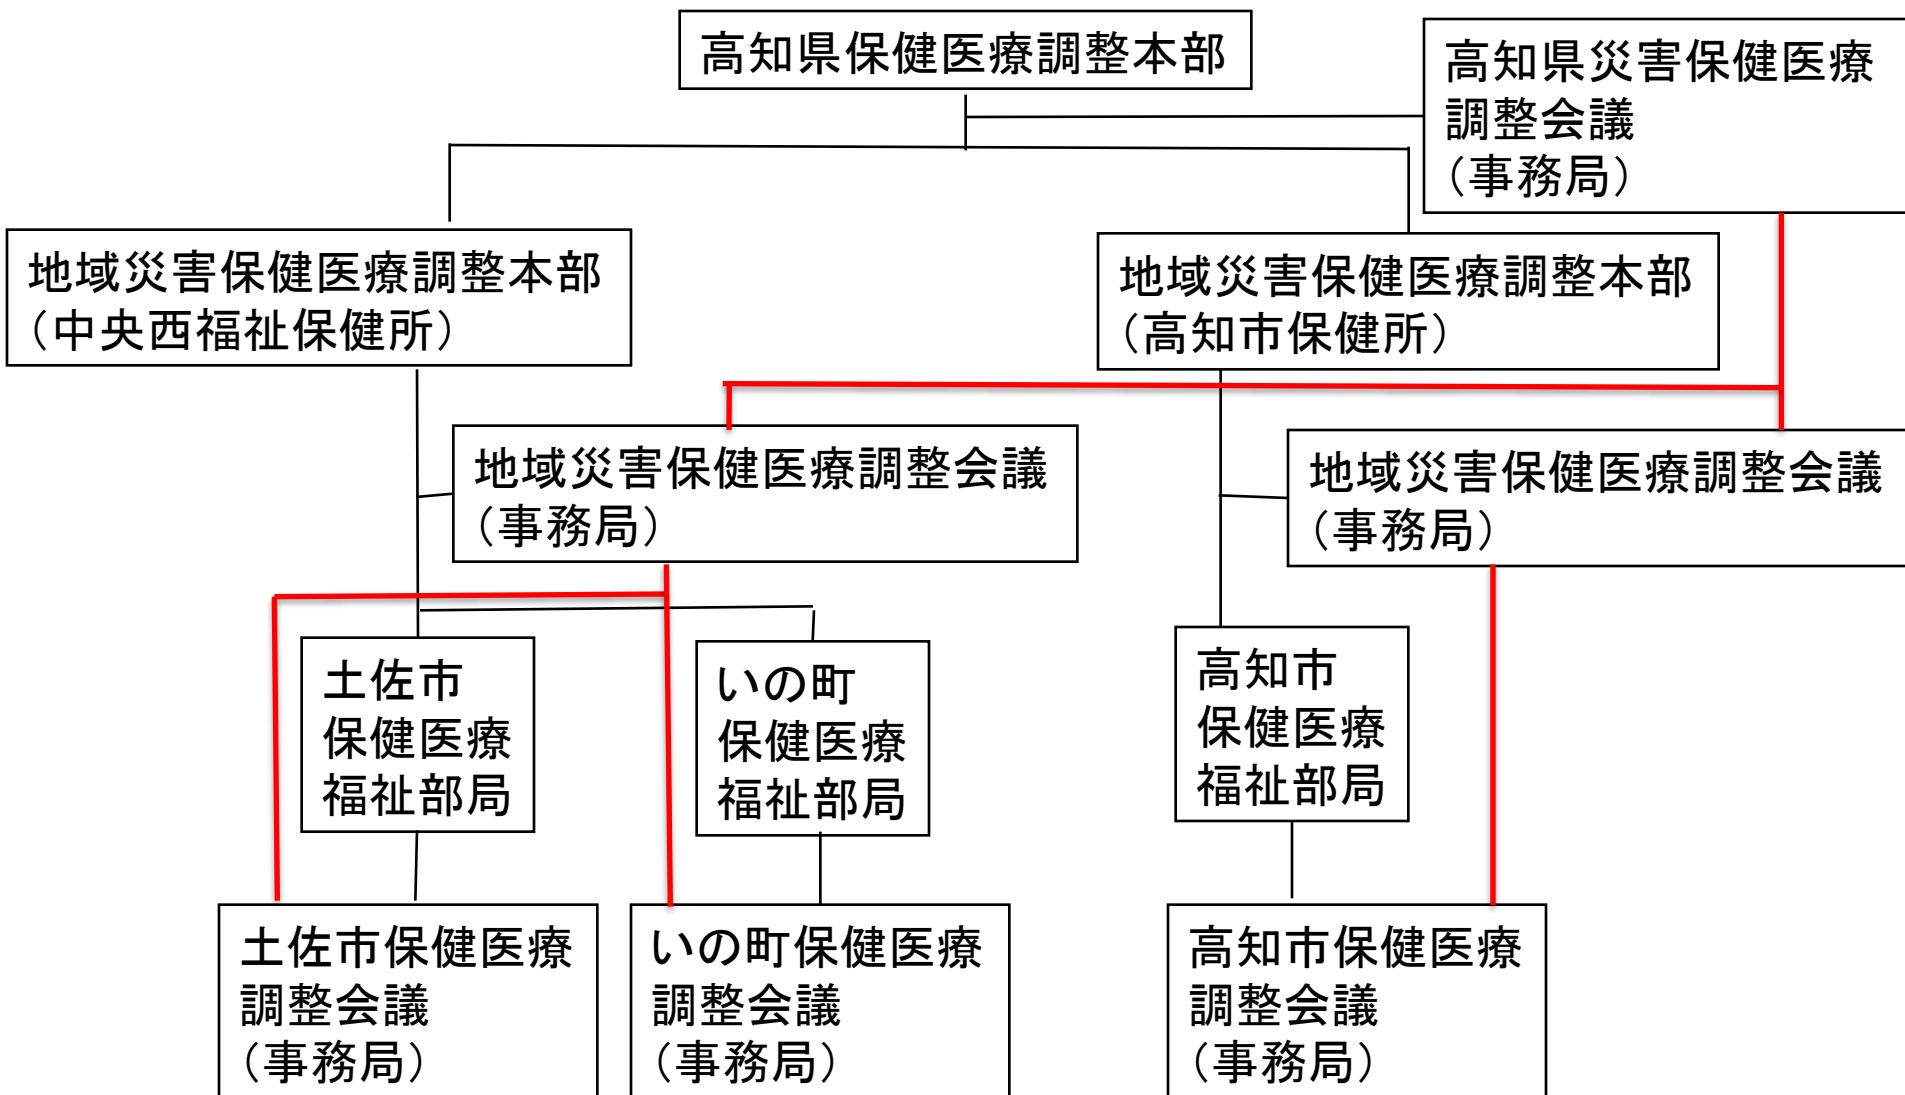 高知県保健医療調整本部
高知県災害保健医療
調整会議
（事務局）
地域災害保健医療調整本部
（中央西福祉保健所）
地域災害保健医療調整本部
（高知市保健所）
地域災害保健医療調整会議
（事務局）
地域災害保健医療調整会議
（事務局）
土佐市
保健医療
福祉部局
いの町
保健医療
福祉部局
高知市
保健医療
福祉部局
土佐市保健医療
調整会議
（事務局）
いの町保健医療
調整会議
（事務局）
高知市保健医療
調整会議
（事務局）